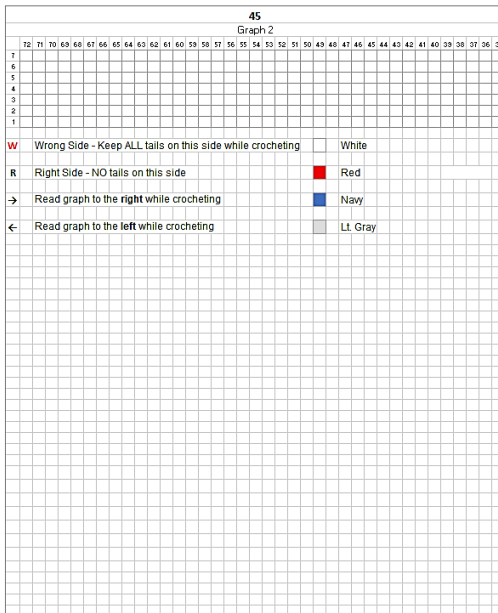 45
Graph 2
72 71 70 69 68 67 66 65 64 63 62 61 60 59 58 57 56 55 54 53 52 51 50 49 48 47 46 45 44 43 42 41 40 39 38 37 36
7
6
5
4
3
2
1
W Wrong Side - Keep ALL tails on this side while crocheting White
R Right Side - NO tails on this side Red
→ Read graph to the right while crocheting Navy
← Read graph to the left while crocheting Lt. Gray